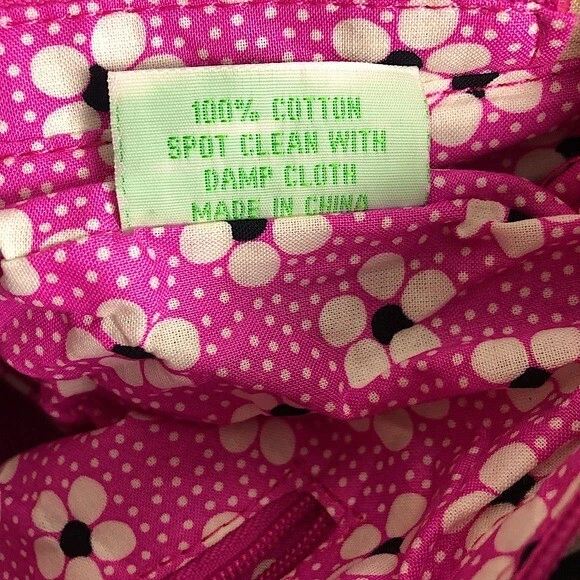 100% COTTON
SPOT CLEAN WITH
DAMP CLOTH
MADE IN CHINA